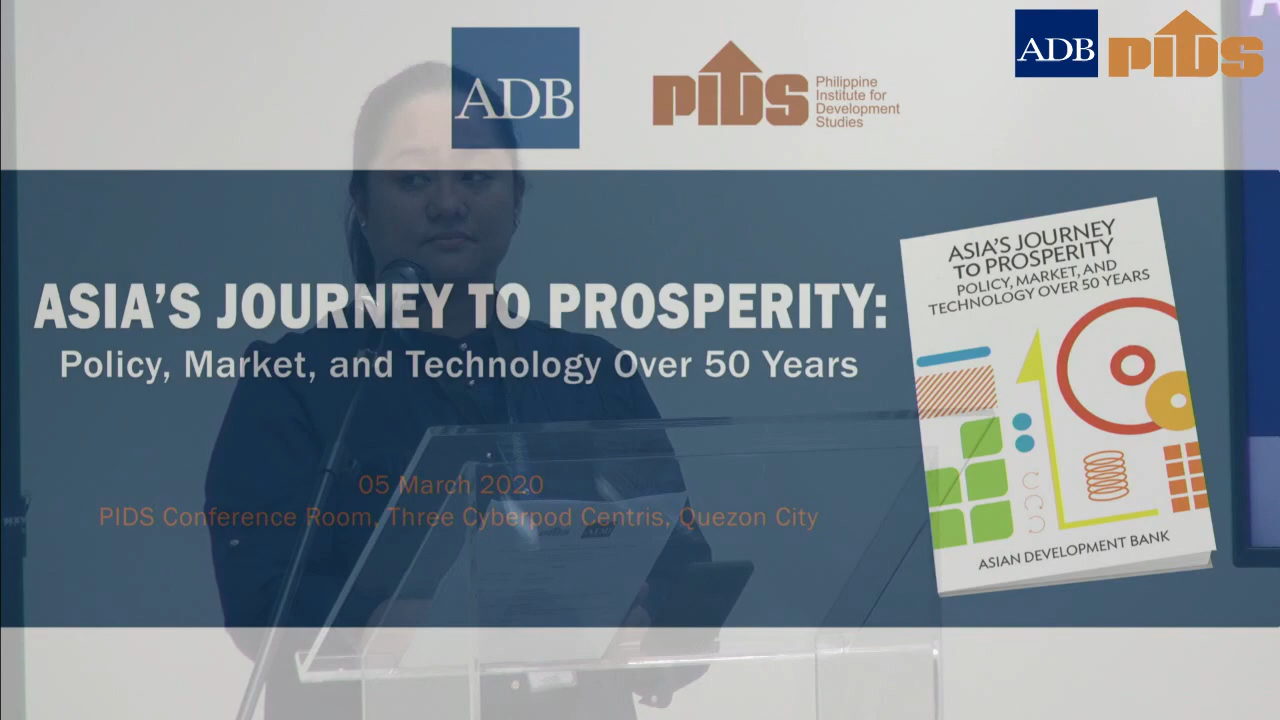 ADB
PIDS
Philippine
Institute for
Development
Studies
ADB
PIDS
ASIA'S JOURNEY TO PROSPERITY:
Policy, Market, and Technology Over 50 Years
05 March 2020
PIDS Conference Room, Three Cyberpod Centris, Quezon City
ASIA'S JOURNEY
TO PROSPERITY
POLICY, MARKET, AND
TECHNOLOGY OVER 50 YEARS
ASIAN DEVELOPMENT BANK